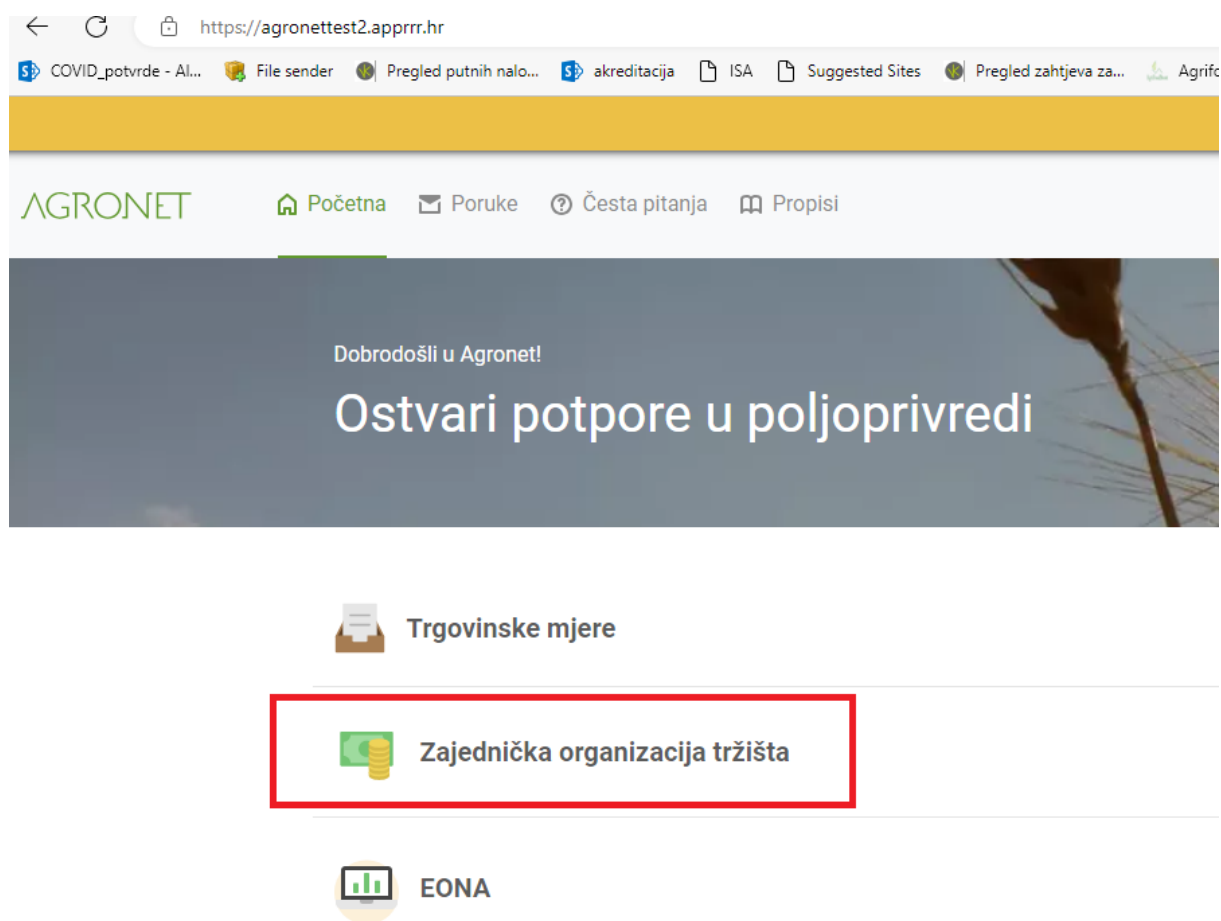 https://agronettest2.apprrr.hr
COVID_potvrde - Al... File sender Pregled putnih nalo... akreditacija ISA Suggested Sites Pregled zahtjeva za... Agrifo
AGRONET Početna Poruke Česta pitanja Propisi
Dobrodošli u Agronet!
Ostvari potpore u poljoprivredi
Trgovinske mjere
Zajednička organizacija tržišta
EONA